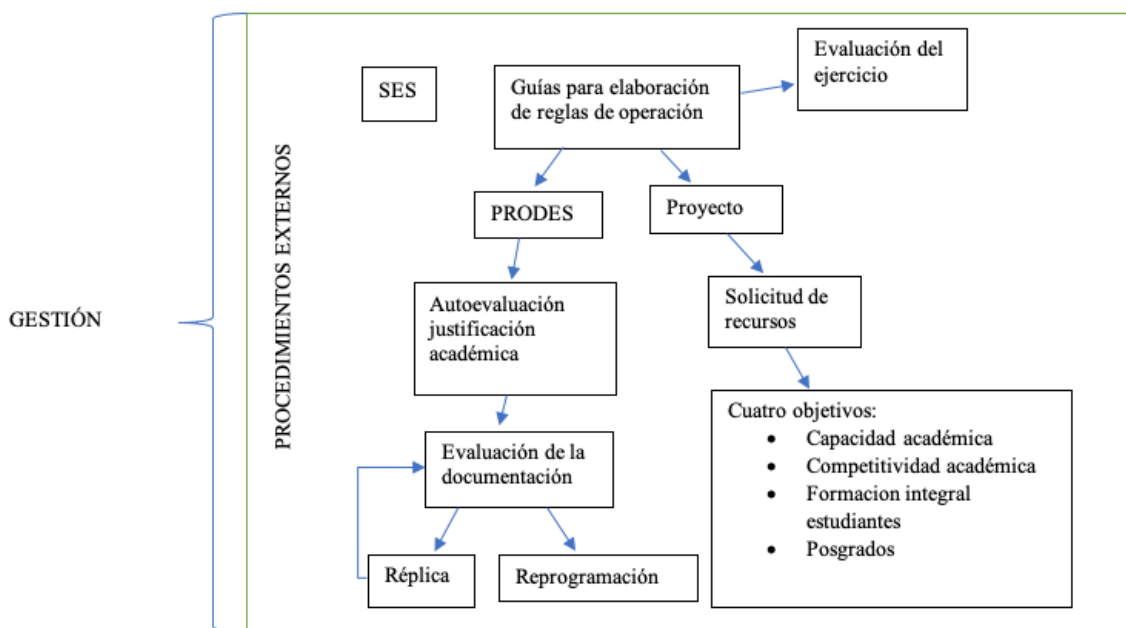 GESTIÓN
PROCEDIMIENTOS EXTERNOS
SES
Guías para elaboración
de reglas de operación
Evaluación del
ejercicio
PRODES
Proyecto
Autoevaluación
justificación
académica
Solicitud de
recursos
Evaluación de la
documentación
Réplica
Reprogramación
Cuatro objetivos:
• Capacidad académica
• Competitividad académica
• Formacion integral
estudiantes
• Posgrados